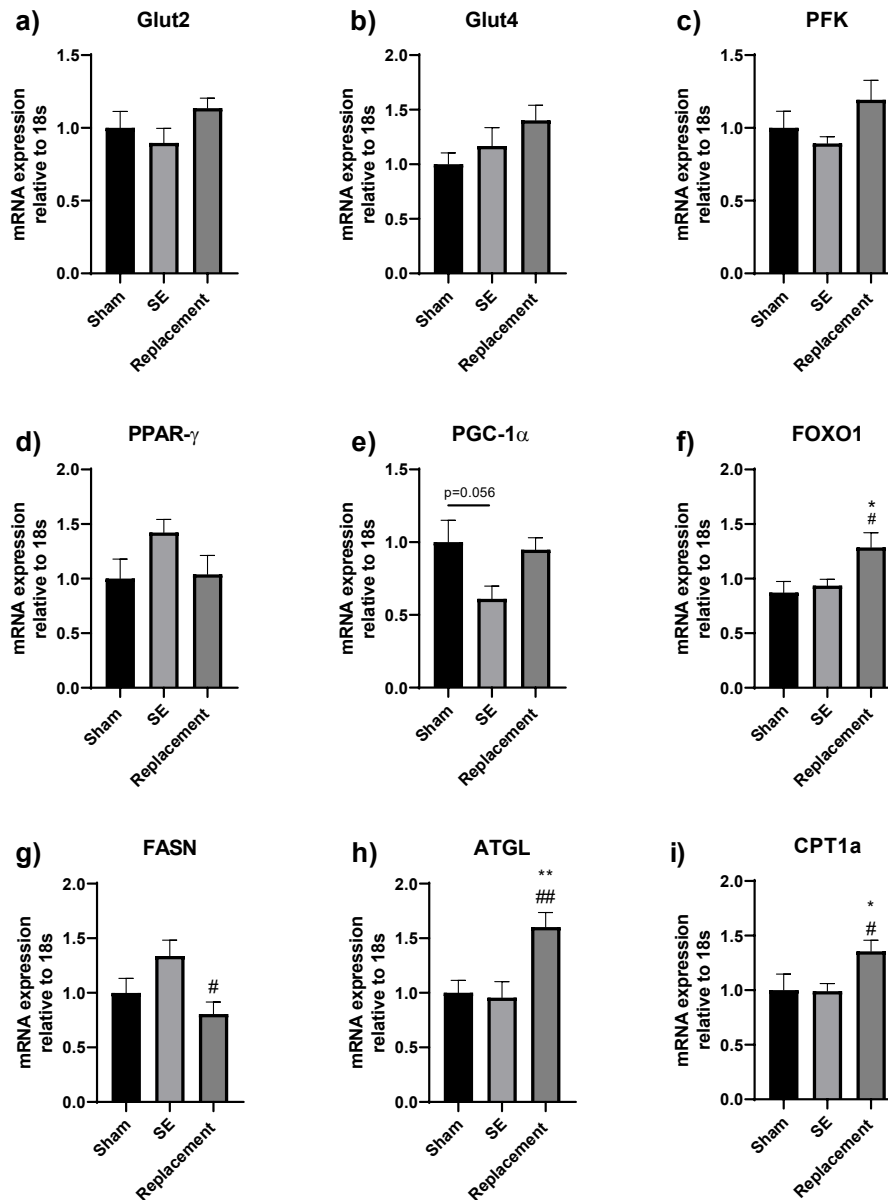 a) Glut2
mRNA expression
relative to 18s
1.5
1.0
0.5
0.0
Sham
SE
Replacement
b) Glut4
mRNA expression
relative to 18s
2.0
1.5
1.0
0.5
0.0
Sham
SE
Replacement
c) PFK
mRNA expression
relative to 18s
1.5
1.0
0.5
0.0
Sham
SE
Replacement
d) PPAR-γ
mRNA expression
relative to 18s
2.0
1.5
1.0
0.5
0.0
Sham
SE
Replacement
e) PGC-1α
mRNA expression
relative to 18s
1.5
1.0
0.5
0.0
p=0.056
Sham
SE
Replacement
f) FOXO1
mRNA expression
relative to 18s
2.0
1.5
1.0
0.5
0.0
*
#
Sham
SE
Replacement
g) FASN
mRNA expression
relative to 18s
2.0
1.5
1.0
0.5
0.0
#
Sham
SE
Replacement
h) ATGL
mRNA expression
relative to 18s
2.0
1.5
1.0
0.5
0.0
**
##
Sham
SE
Replacement
i) CPT1a
mRNA expression
relative to 18s
2.0
1.5
1.0
0.5
0.0
*
#
Sham
SE
Replacement